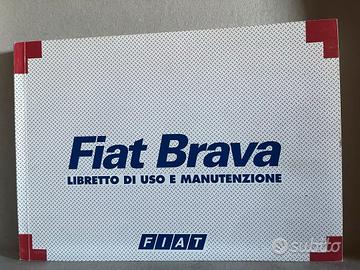 Fiat Brava
LIBRETTO DI USO E MANUTENZIONE
FIAT
subito